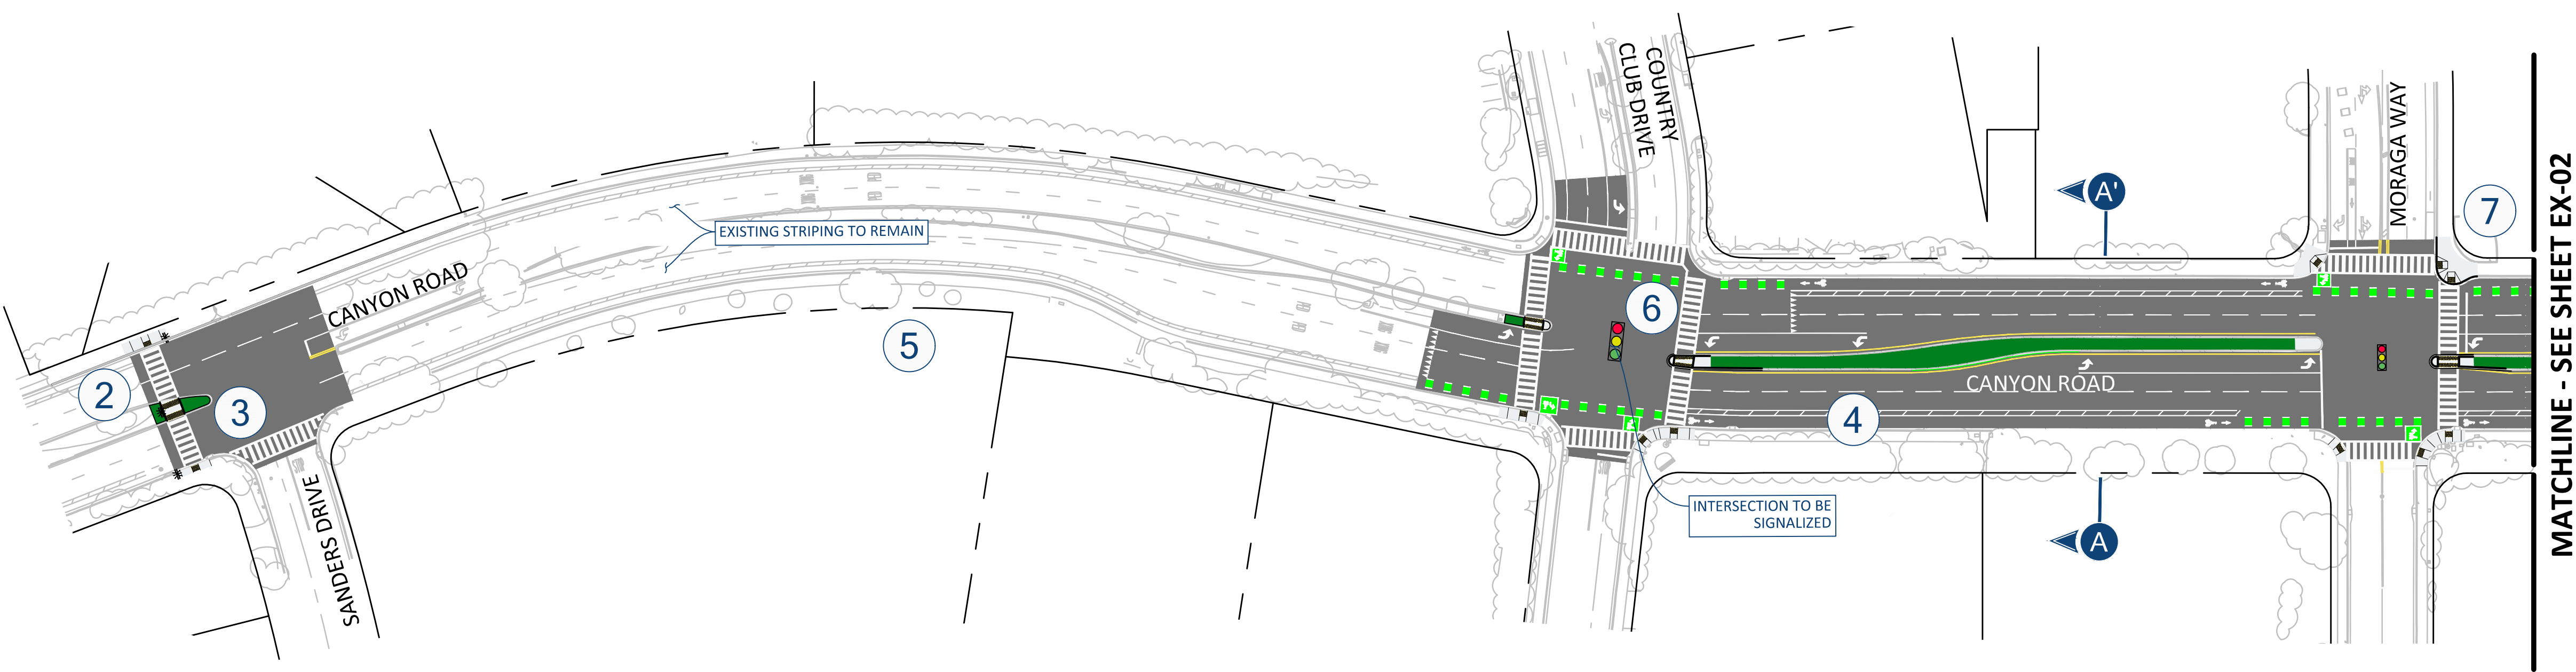 2
3
CANYON ROAD
SANDERS DRIVE
EXISTING STRIPING TO REMAIN
5
COUNTRY
CLUB DRIVE
6
INTERSECTION TO BE
SIGNALIZED
4
CANYON ROAD
A'
A
MORAGA WAY
7
MATCHLINE - SEE SHEET EX-02